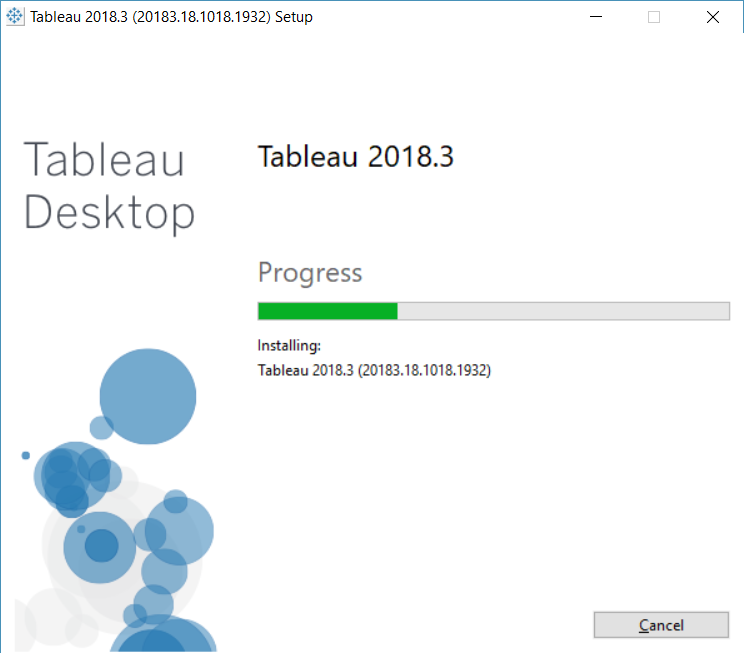 Tableau 2018.3 (20183.18.1018.1932) Setup
Tableau
Desktop
Tableau 2018.3
Progress
Installing:
Tableau 2018.3 (20183.18.1018.1932)
Cancel